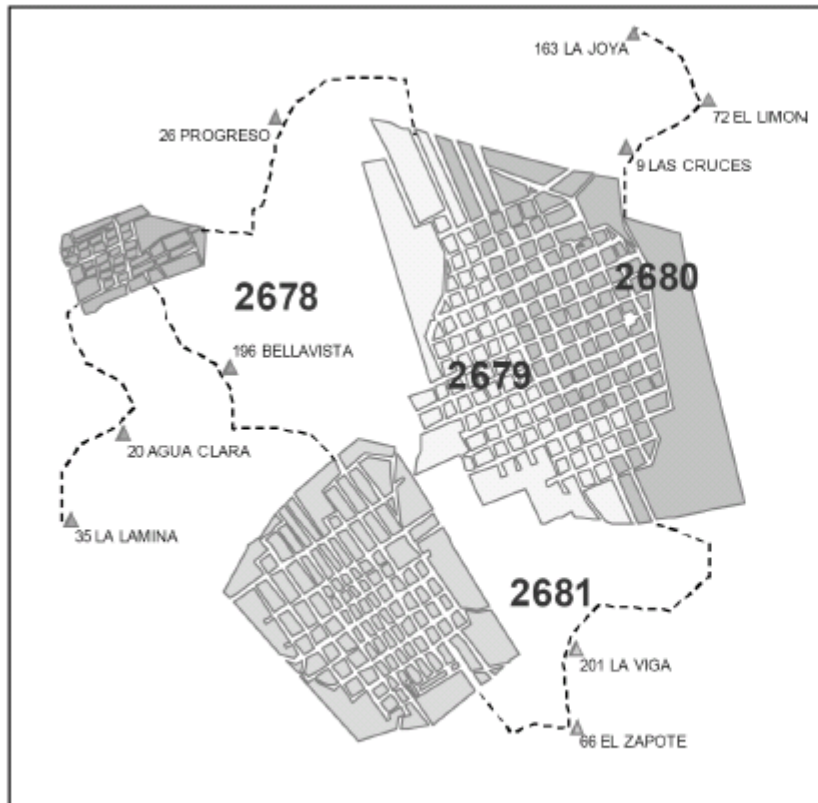 163 LA JOYA
72 EL LIMON
26 PROGRESO
9 LAS CRUCES
2680
2678
196 BELLAVISTA
2679
20 AGUA CLARA
35 LA LAMINA
2681
201 LA VIGA
66 EL ZAPOTE